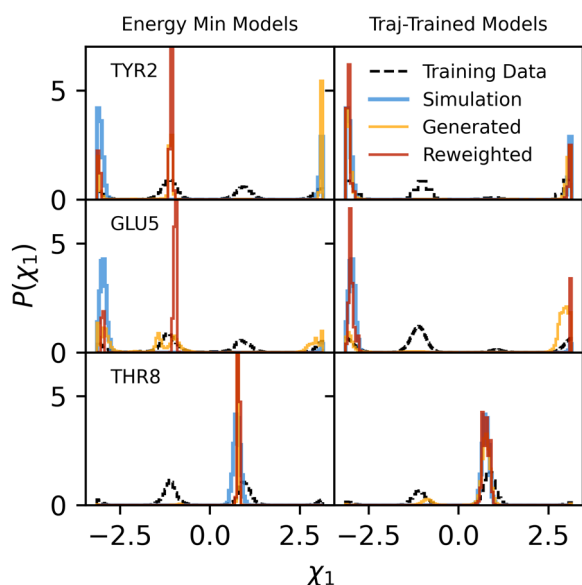 Energy Min Models
Traj-Trained Models
TYR2
Training Data
Simulation
Generated
Reweighted
5
0
GLU5
P(χ₁)
5
0
THR8
5
0
−2.5
0.0
2.5
−2.5
0.0
2.5
χ₁